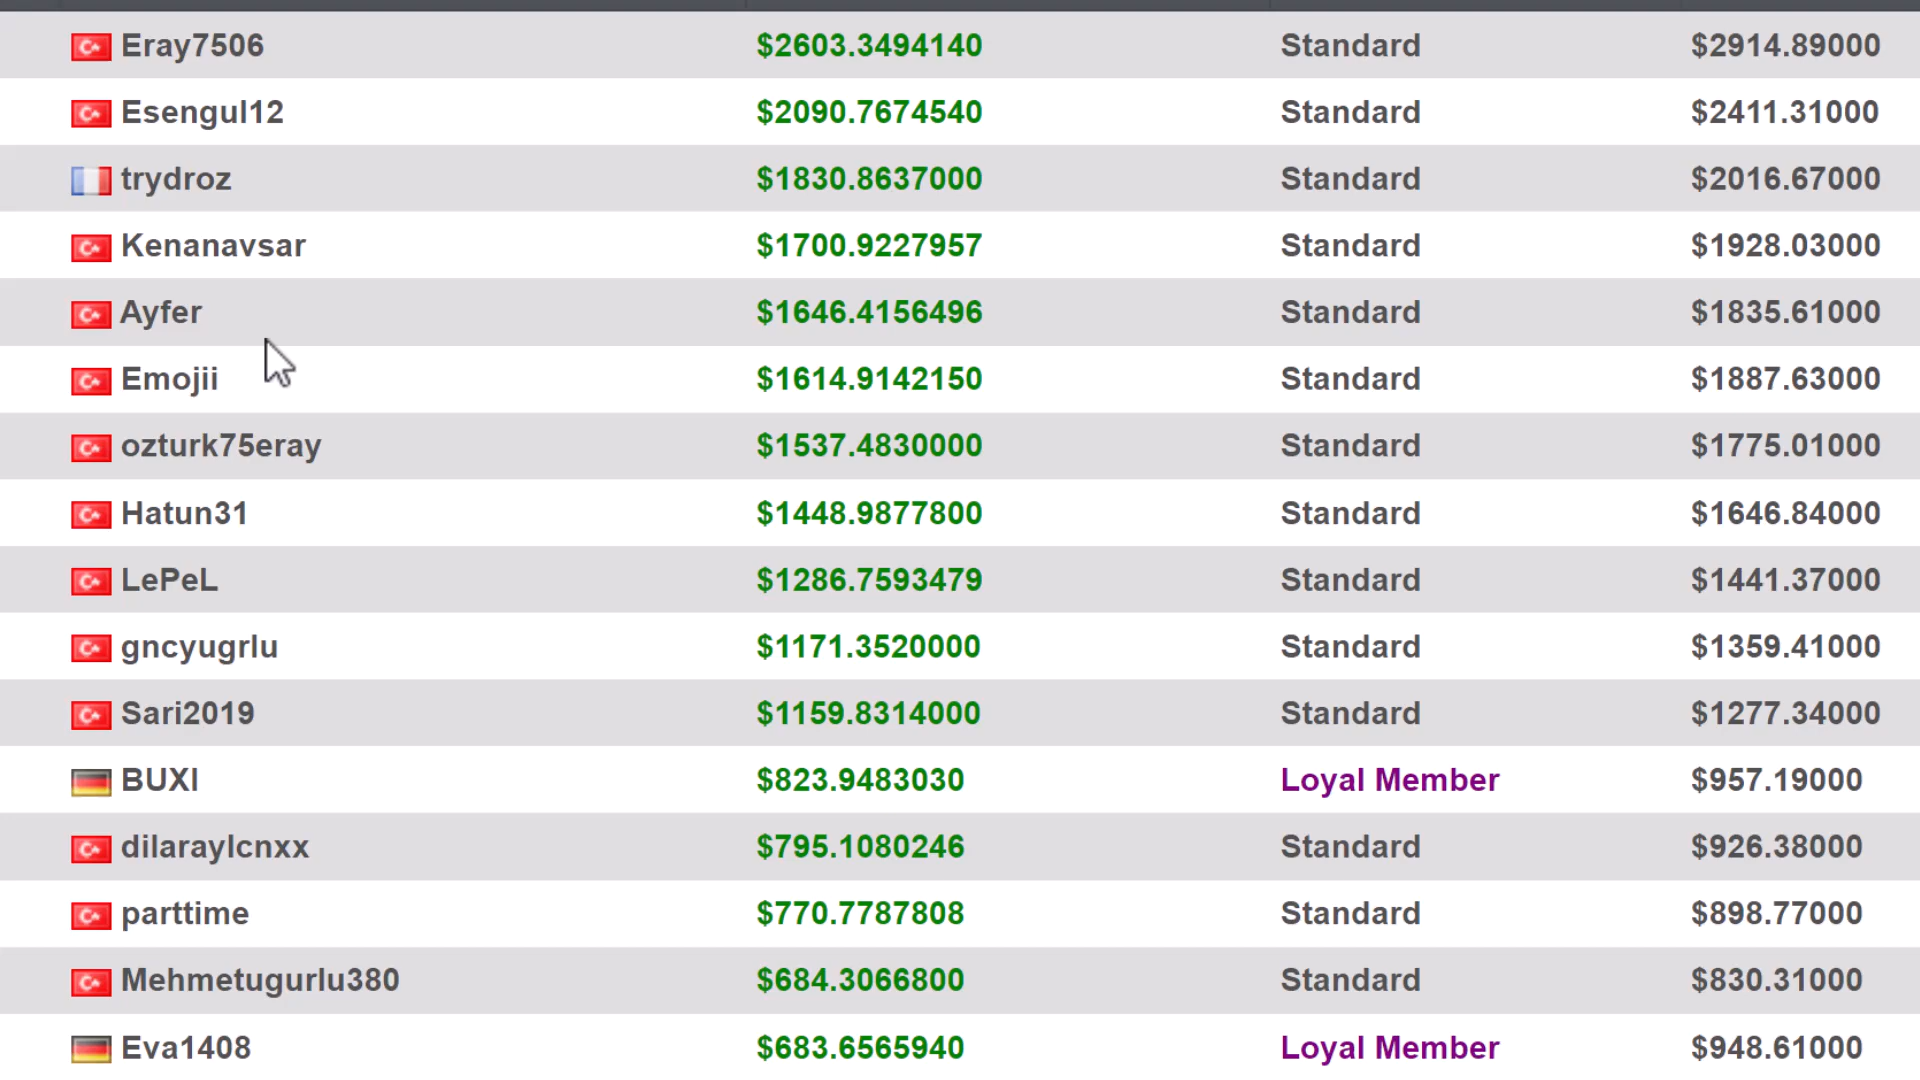 Eray7506 $2603.3494140 Standard $2914.89000
Esengul12 $2090.7674540 Standard $2411.31000
trydroz $1830.8637000 Standard $2016.67000
Kenanavsar $1700.9227957 Standard $1928.03000
Ayfer $1646.4156496 Standard $1835.61000
Emojii $1614.9142150 Standard $1887.63000
ozturk75eray $1537.4830000 Standard $1775.01000
Hatun31 $1448.9877800 Standard $1646.84000
LePeL $1286.7593479 Standard $1441.37000
gncyugrlu $1171.3520000 Standard $1359.41000
Sari2019 $1159.8314000 Standard $1277.34000
BUXI $823.9483030 Loyal Member $957.19000
dilaraylcnxx $795.1080246 Standard $926.38000
parttime $770.7787808 Standard $898.77000
Mehmetugurlu380 $684.3066800 Standard $830.31000
Eva1408 $683.6565940 Loyal Member $948.61000